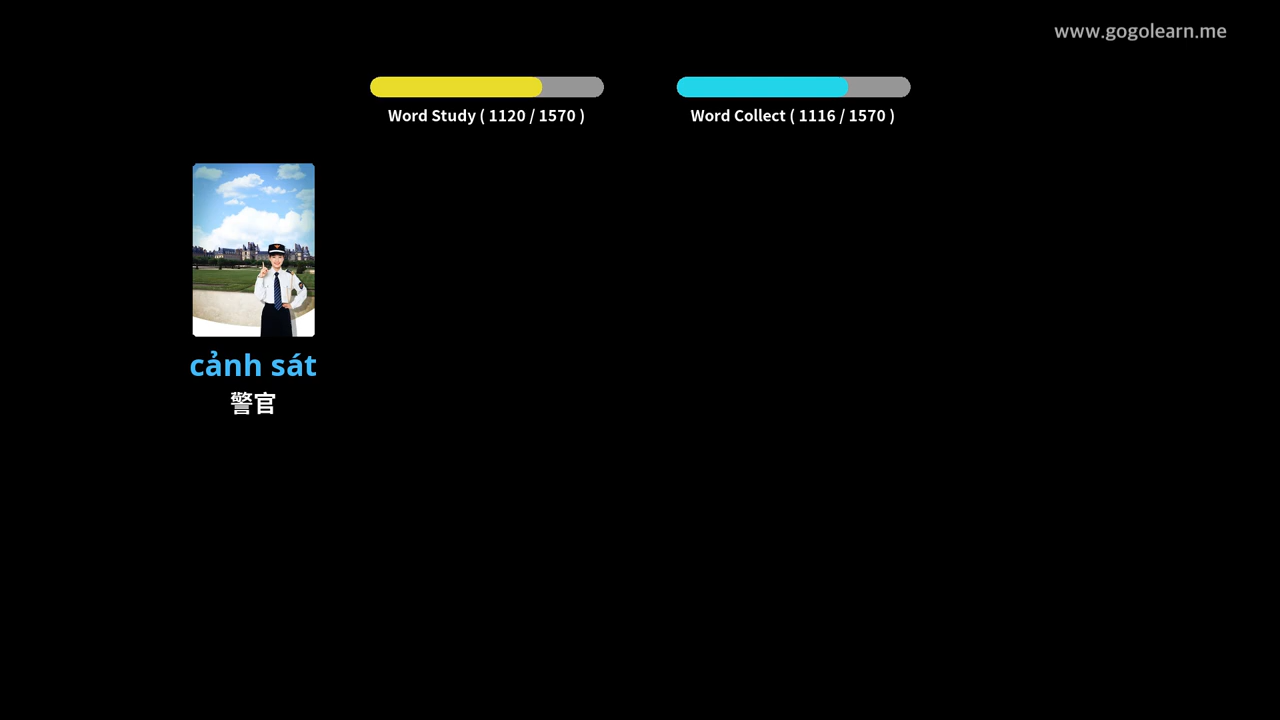 www.gogolearn.me
Word Study ( 1120 / 1570 )
Word Collect ( 1116 / 1570 )
cảnh sát
警官